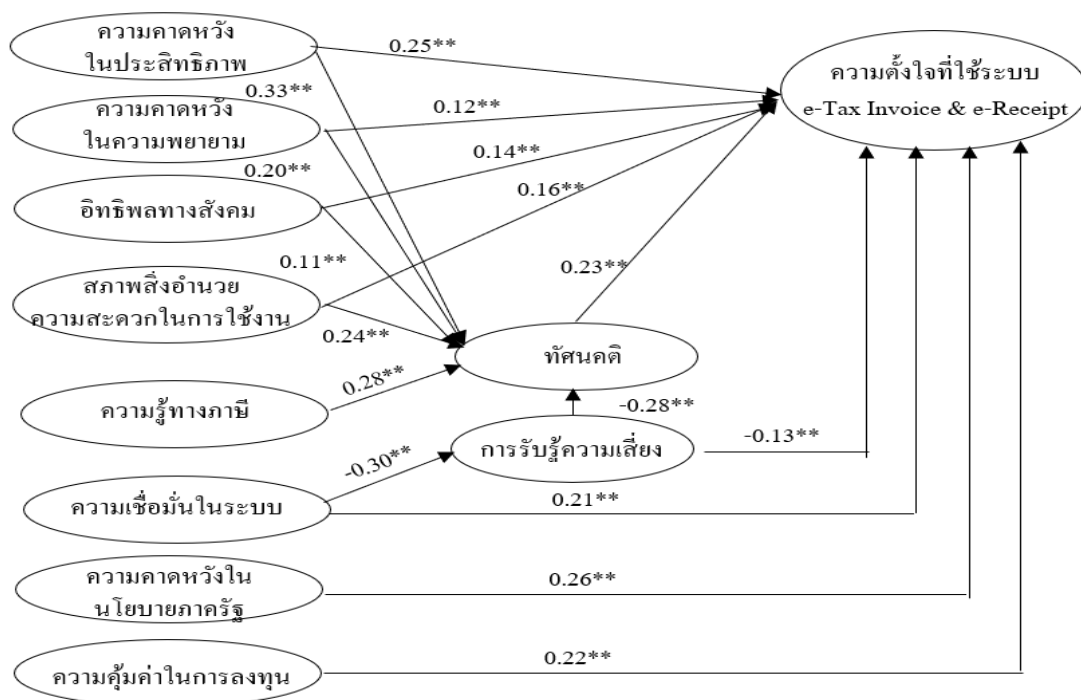 ความคาดหวัง
ในประสิทธิภาพ
0.25**
ความตั้งใจที่ใช้ระบบ
e-Tax Invoice & e-Receipt
0.33**
ความคาดหวัง
ในความพยายาม
0.12**
0.14**
0.20**
อิทธิพลทางสังคม
0.16**
0.11**
0.23**
สภาพสิ่งอำนวย
ความสะดวกในการใช้งาน
0.24**
ทัศนคติ
0.28**
ความรู้ทางภาษี
-0.28**
การรับรู้ความเสี่ยง
-0.13**
-0.30**
ความเชื่อมั่นในระบบ
0.21**
ความคาดหวังใน
นโยบายภาครัฐ
0.26**
ความคุ้มค่าในการลงทุน
0.22**